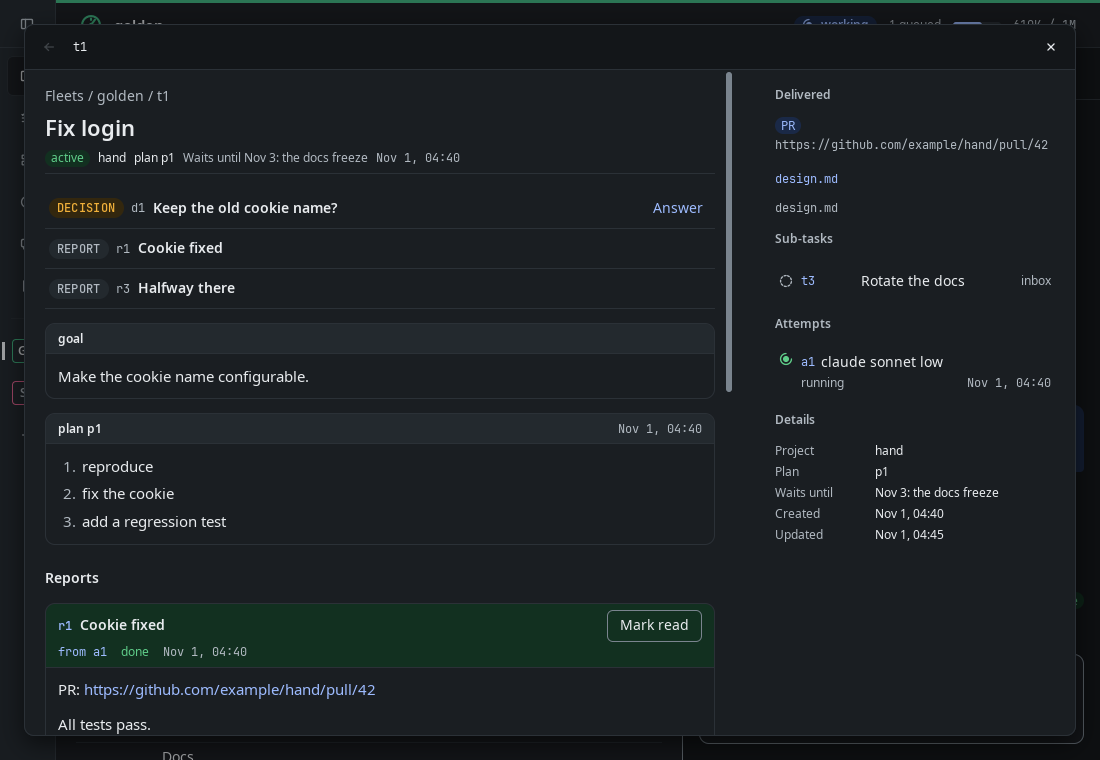 golden
working 1 queued
t1
Fleets / golden / t1
Fix login
active hand plan p1 Waits until Nov 3: the docs freeze Nov 1, 04:40
DECISION d1 Keep the old cookie name? Answer
REPORT r1 Cookie fixed
REPORT r3 Halfway there
goal
Make the cookie name configurable.
plan p1 Nov 1, 04:40
1. reproduce
2. fix the cookie
3. add a regression test
Reports
r1 Cookie fixed Mark read
from a1 done Nov 1, 04:40
PR: https://github.com/example/hand/pull/42
All tests pass.
Delivered
PR
https://github.com/example/hand/pull/42
design.md
design.md
Sub-tasks
t3 Rotate the docs inbox
Attempts
a1 claude sonnet low
running Nov 1, 04:40
Details
Project hand
Plan p1
Waits until Nov 3: the docs freeze
Created Nov 1, 04:40
Updated Nov 1, 04:45
Docs